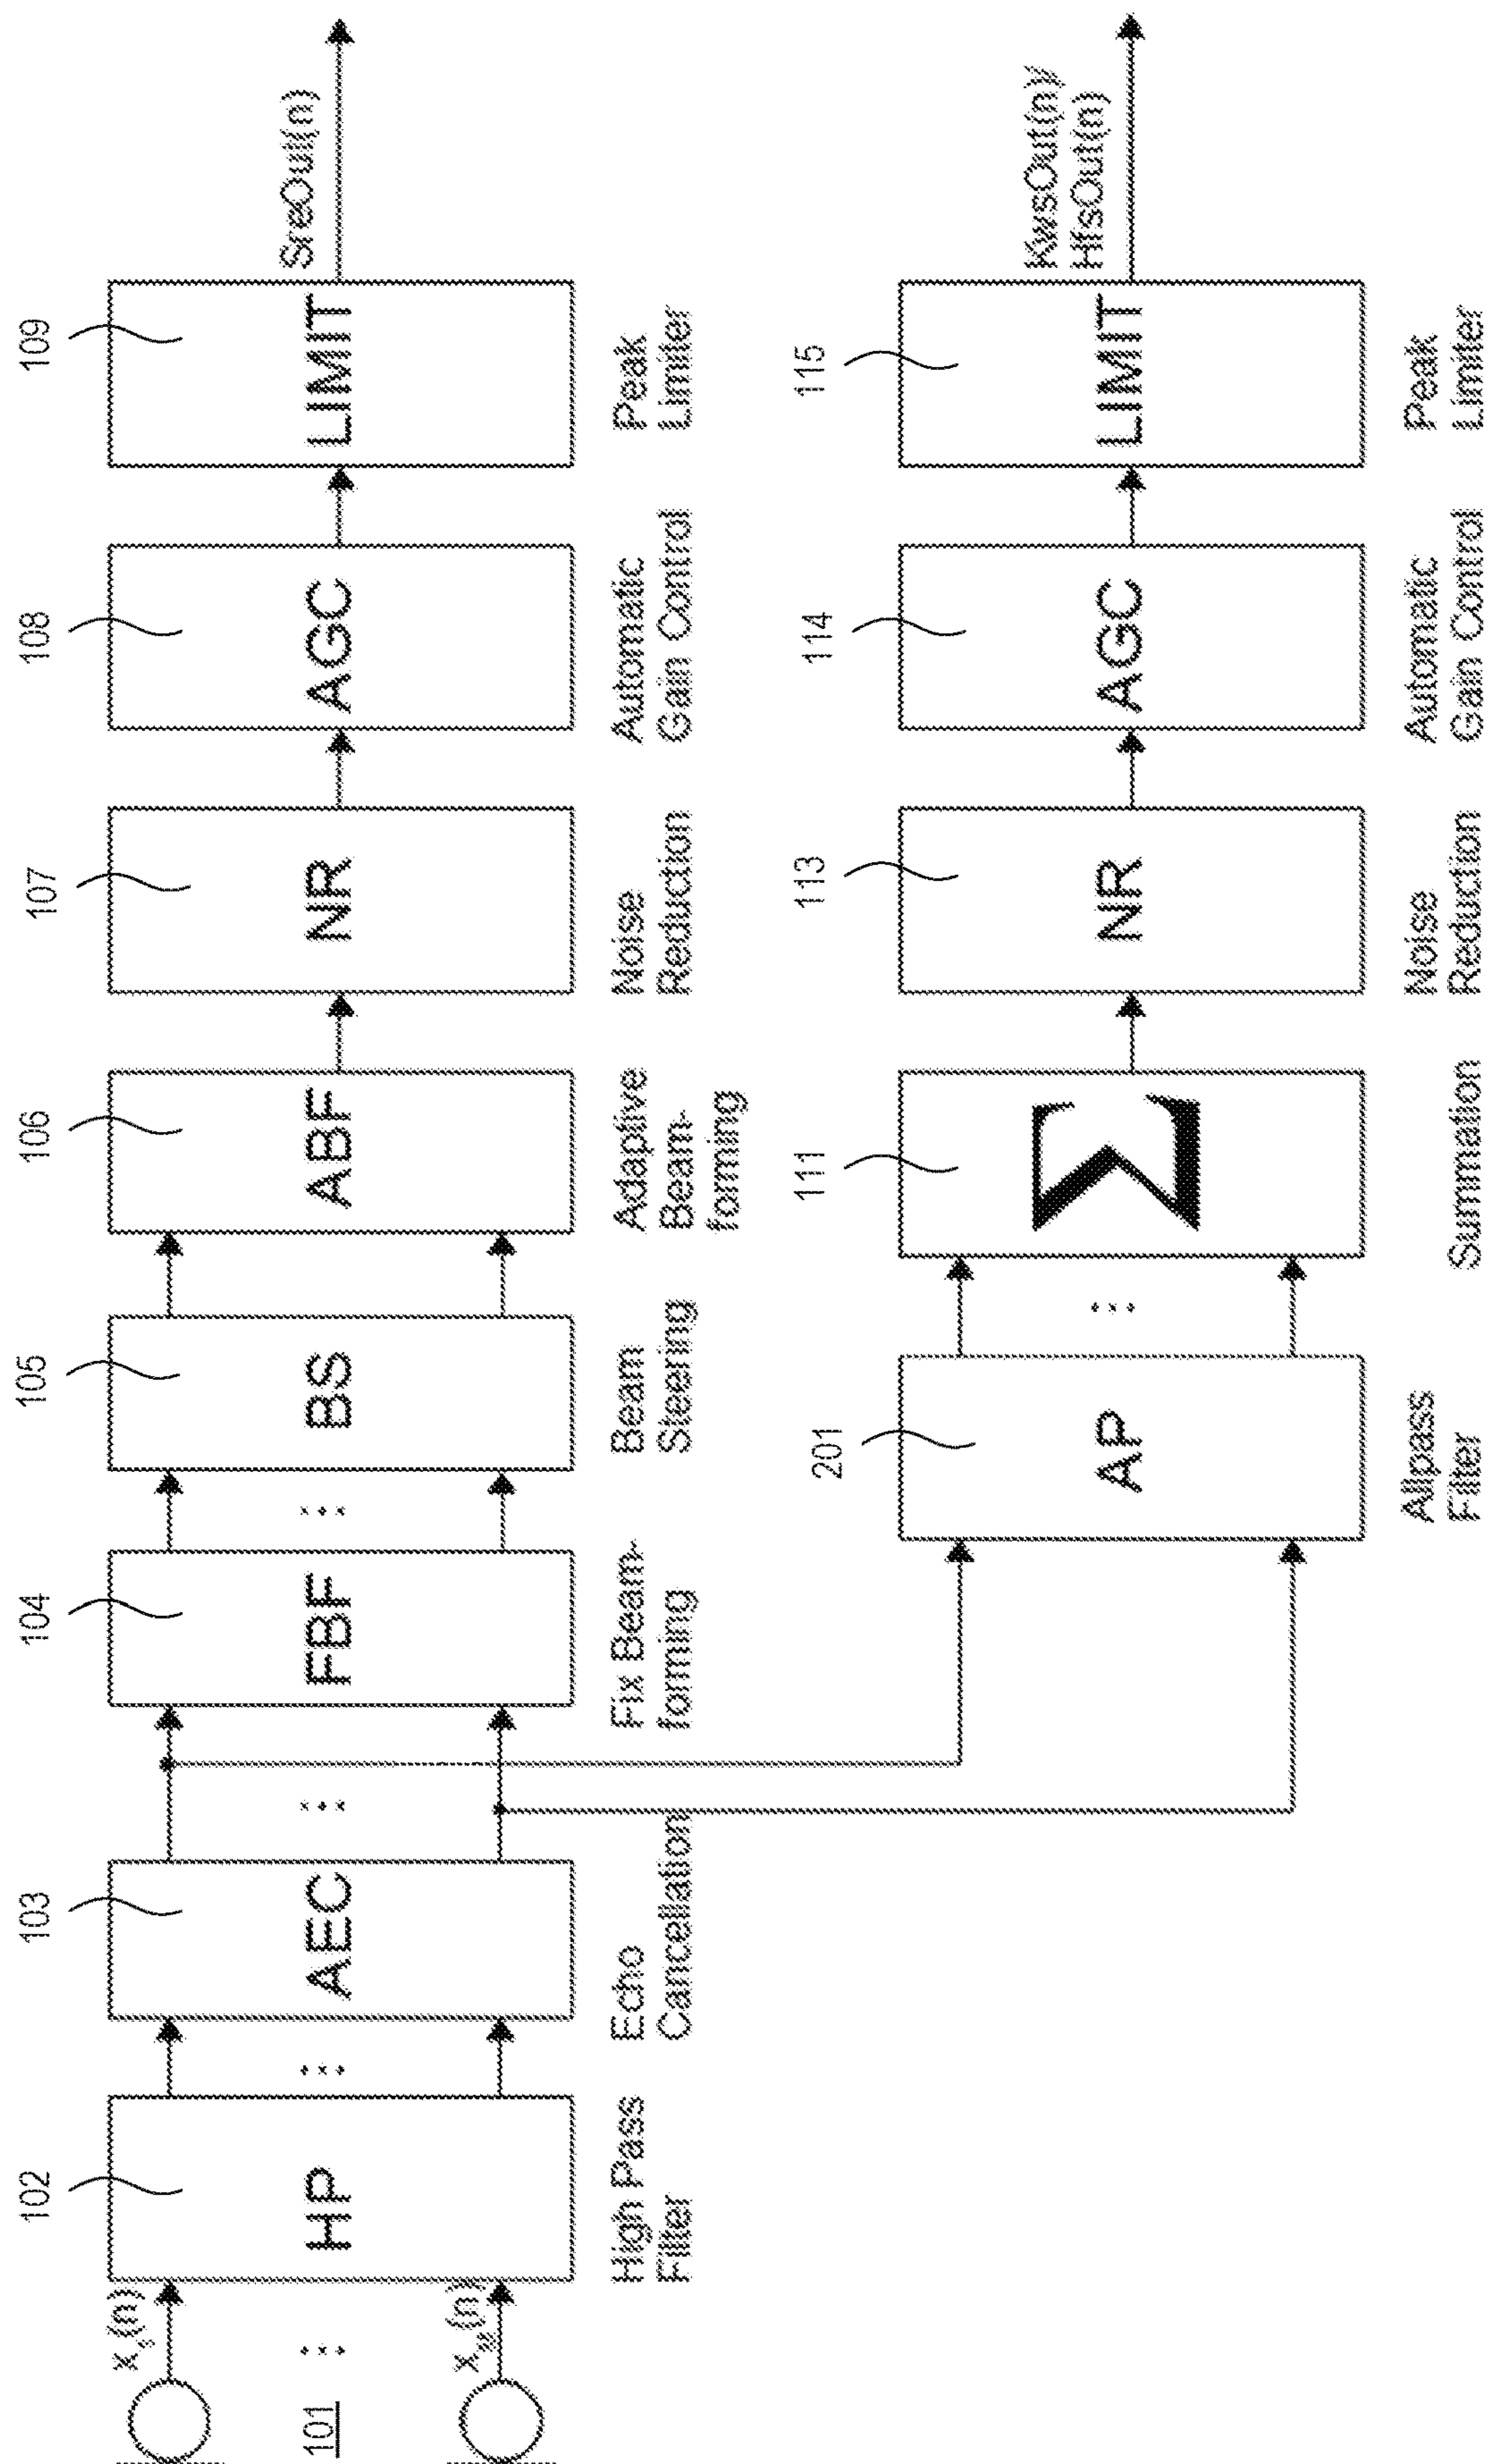 102
103
104
105
106
107
108
109
x₁(n)
101
HP
AEC
FBF
BS
ABF
NR
AGC
LIMIT
SreOut(n)
High Pass
Filter
Echo
Cancellation
Fix Beam-
forming
Beam
Steering
Adaptive
Beam-
forming
Noise
Reduction
Automatic
Gain Control
Peak
Limiter
201
111
113
114
115
AP
Σ
NR
AGC
LIMIT
KwsOut(n)/
HfsOut(n)
Allpass
Filter
Summation
Noise
Reduction
Automatic
Gain Control
Peak
Limiter